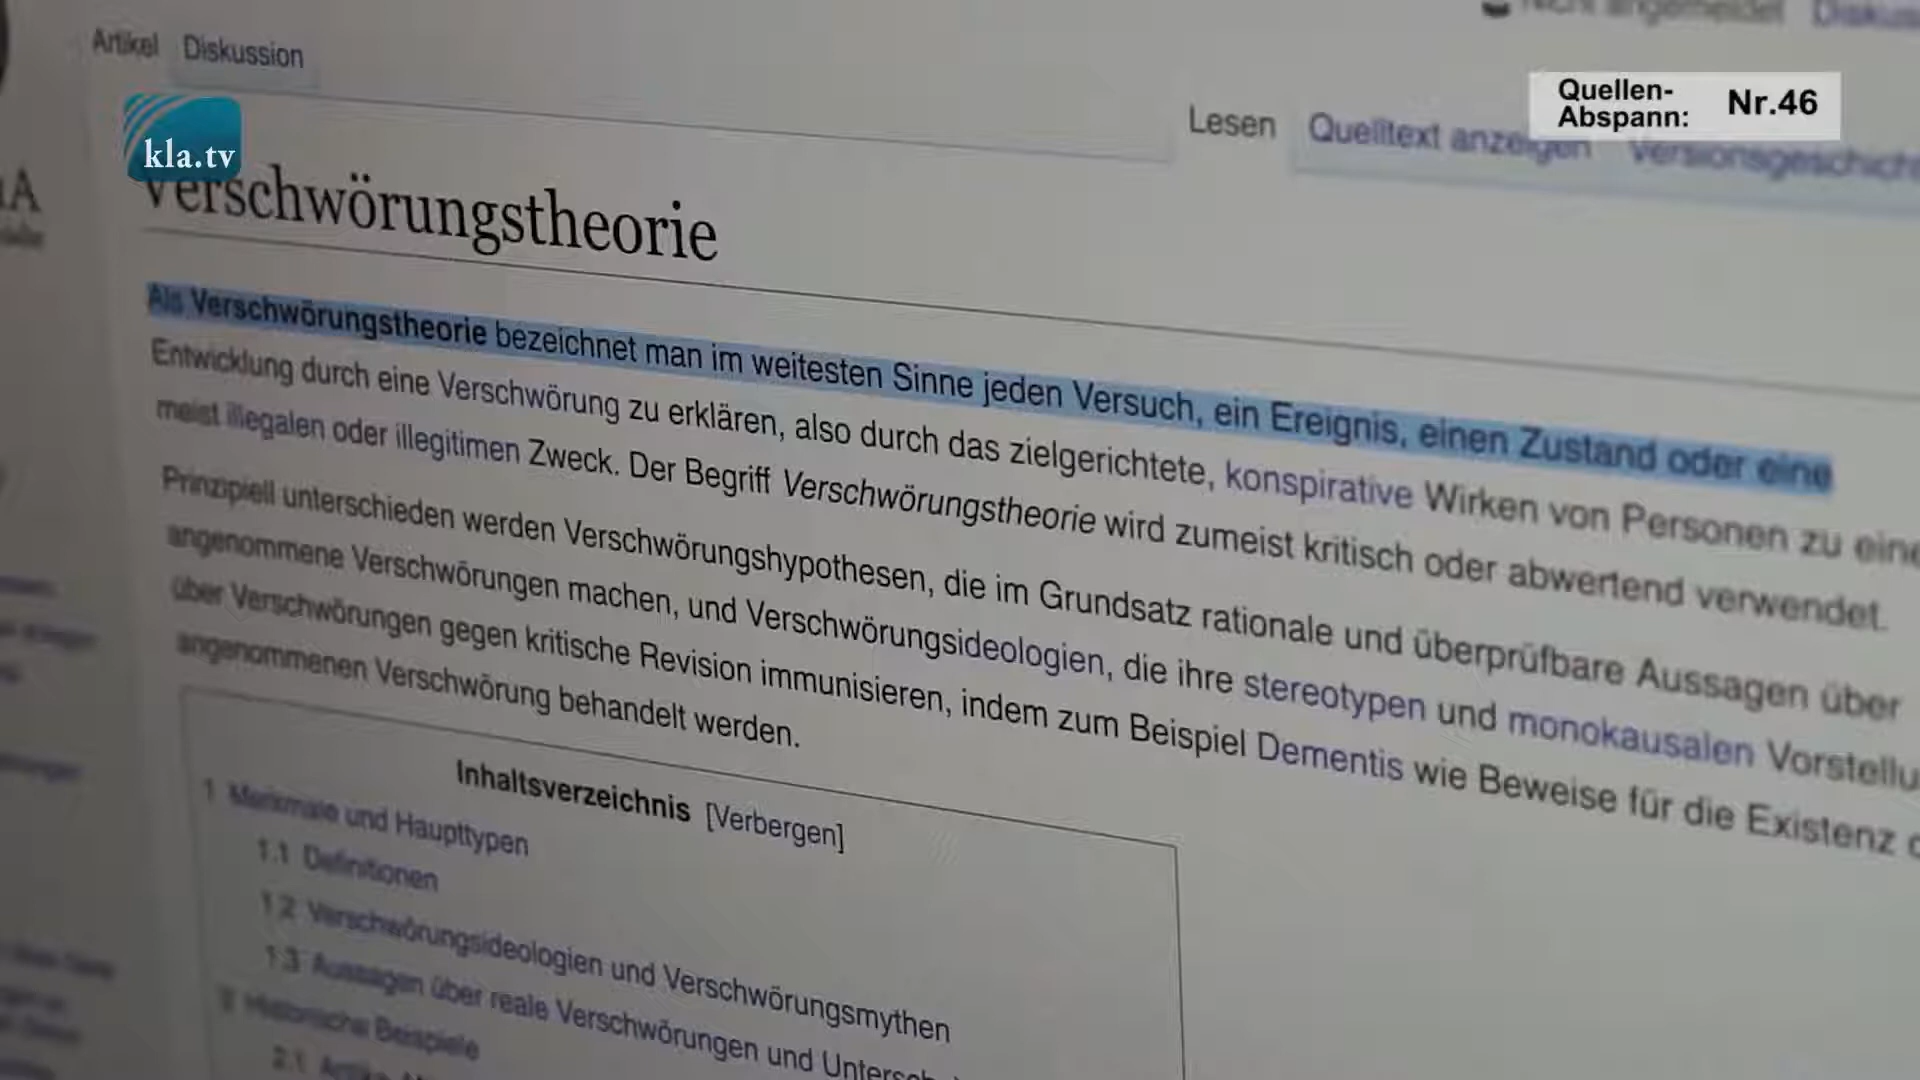 Artikel Diskussion
Lesen Quelltext anzeigen Versionsgeschicht
Quellen-
Abspann: Nr.46
kla.tv
Verschwörungstheorie
Als Verschwörungstheorie bezeichnet man im weitesten Sinne jeden Versuch, ein Ereignis, einen Zustand oder eine
Entwicklung durch eine Verschwörung zu erklären, also durch das zielgerichtete, konspirative Wirken von Personen zu eine
meist illegalen oder illegitimen Zweck. Der Begriff Verschwörungstheorie wird zumeist kritisch oder abwertend verwendet.
Prinzipiell unterschieden werden Verschwörungshypothesen, die im Grundsatz rationale und überprüfbare Aussagen über
angenommene Verschwörungen machen, und Verschwörungsideologien, die ihre stereotypen und monokausalen Vorstellu
über Verschwörungen gegen kritische Revision immunisieren, indem zum Beispiel Dementis wie Beweise für die Existenz
angenommenen Verschwörung behandelt werden.
Inhaltsverzeichnis [Verbergen]
1 Merkmale und Haupttypen
1.1 Definitionen
1.2 Verschwörungsideologien und Verschwörungsmythen
1.3 Aussagen über reale Verschwörungen und
2 Historische Beispiele
2.1